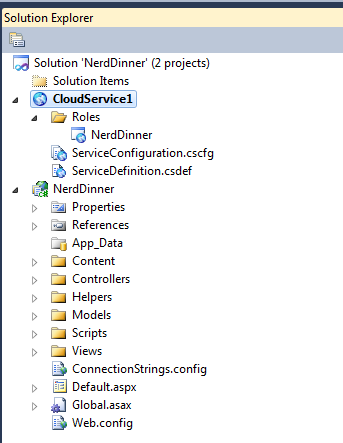 Solution Explorer
Solution 'NerdDinner' (2 projects)
Solution Items
CloudService1
Roles
NerdDinner
ServiceConfiguration.cscfg
ServiceDefinition.csdef
NerdDinner
Properties
References
App_Data
Content
Controllers
Helpers
Models
Scripts
Views
ConnectionStrings.config
Default.aspx
Global.asax
Web.config